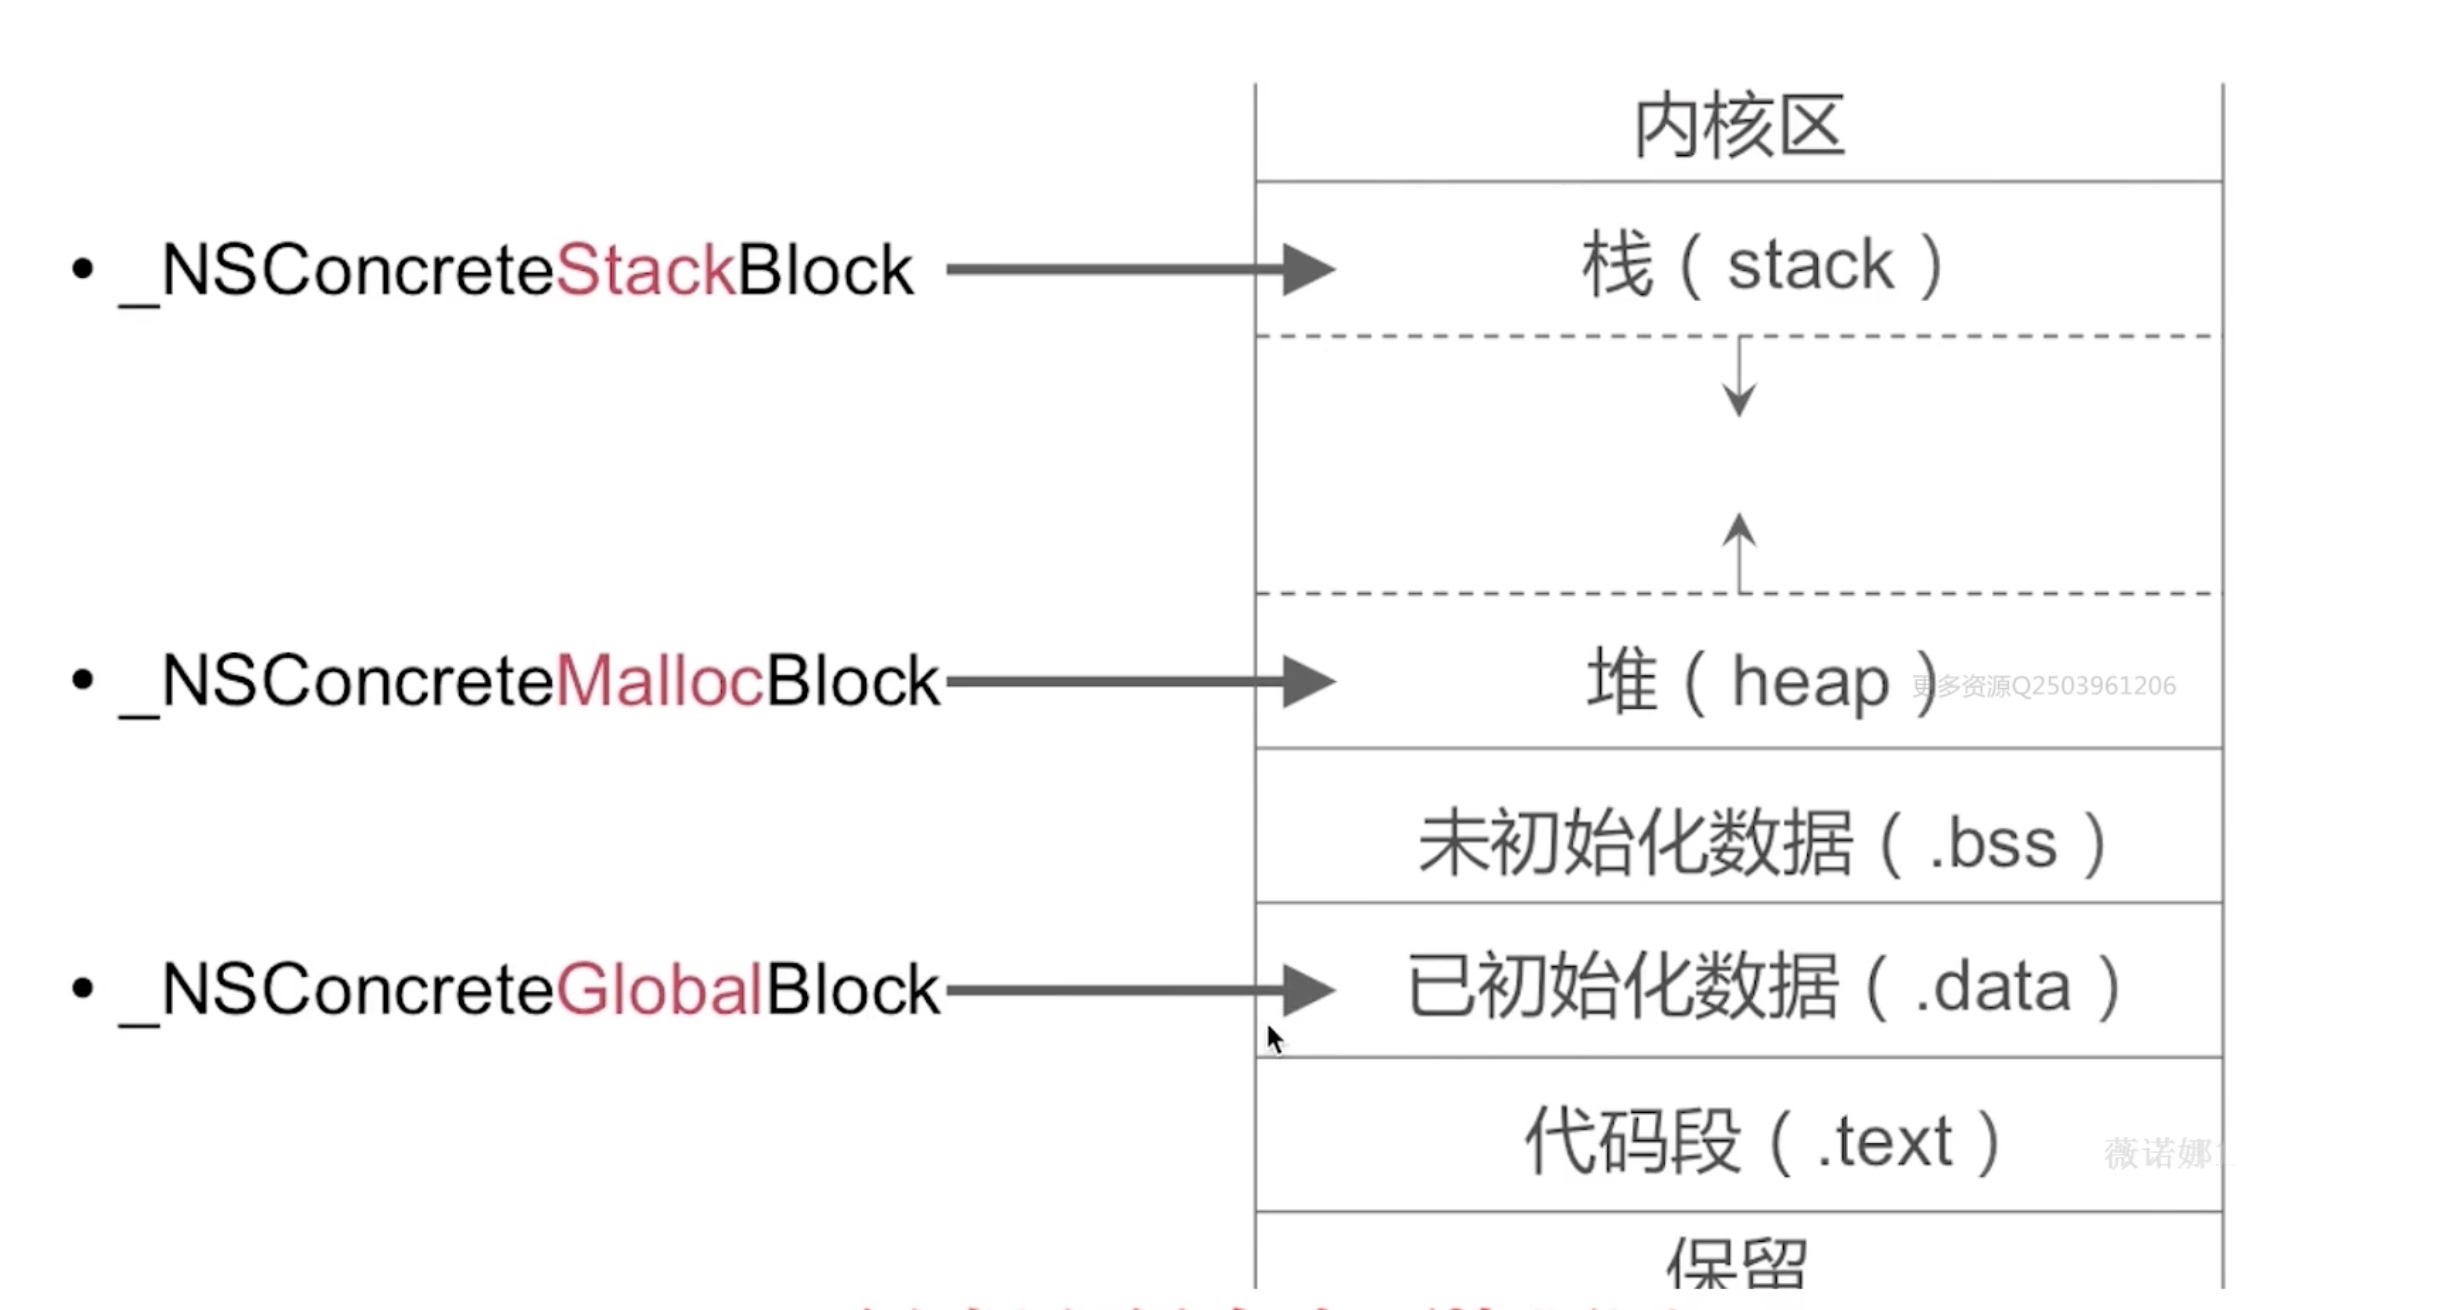 内核区
• _NSConcreteStackBlock
栈（stack）
• _NSConcreteMallocBlock
堆（heap）
更多资源Q2503961206
未初始化数据（.bss）
• _NSConcreteGlobalBlock
已初始化数据（.data）
代码段（.text）
薇诺娜
保留